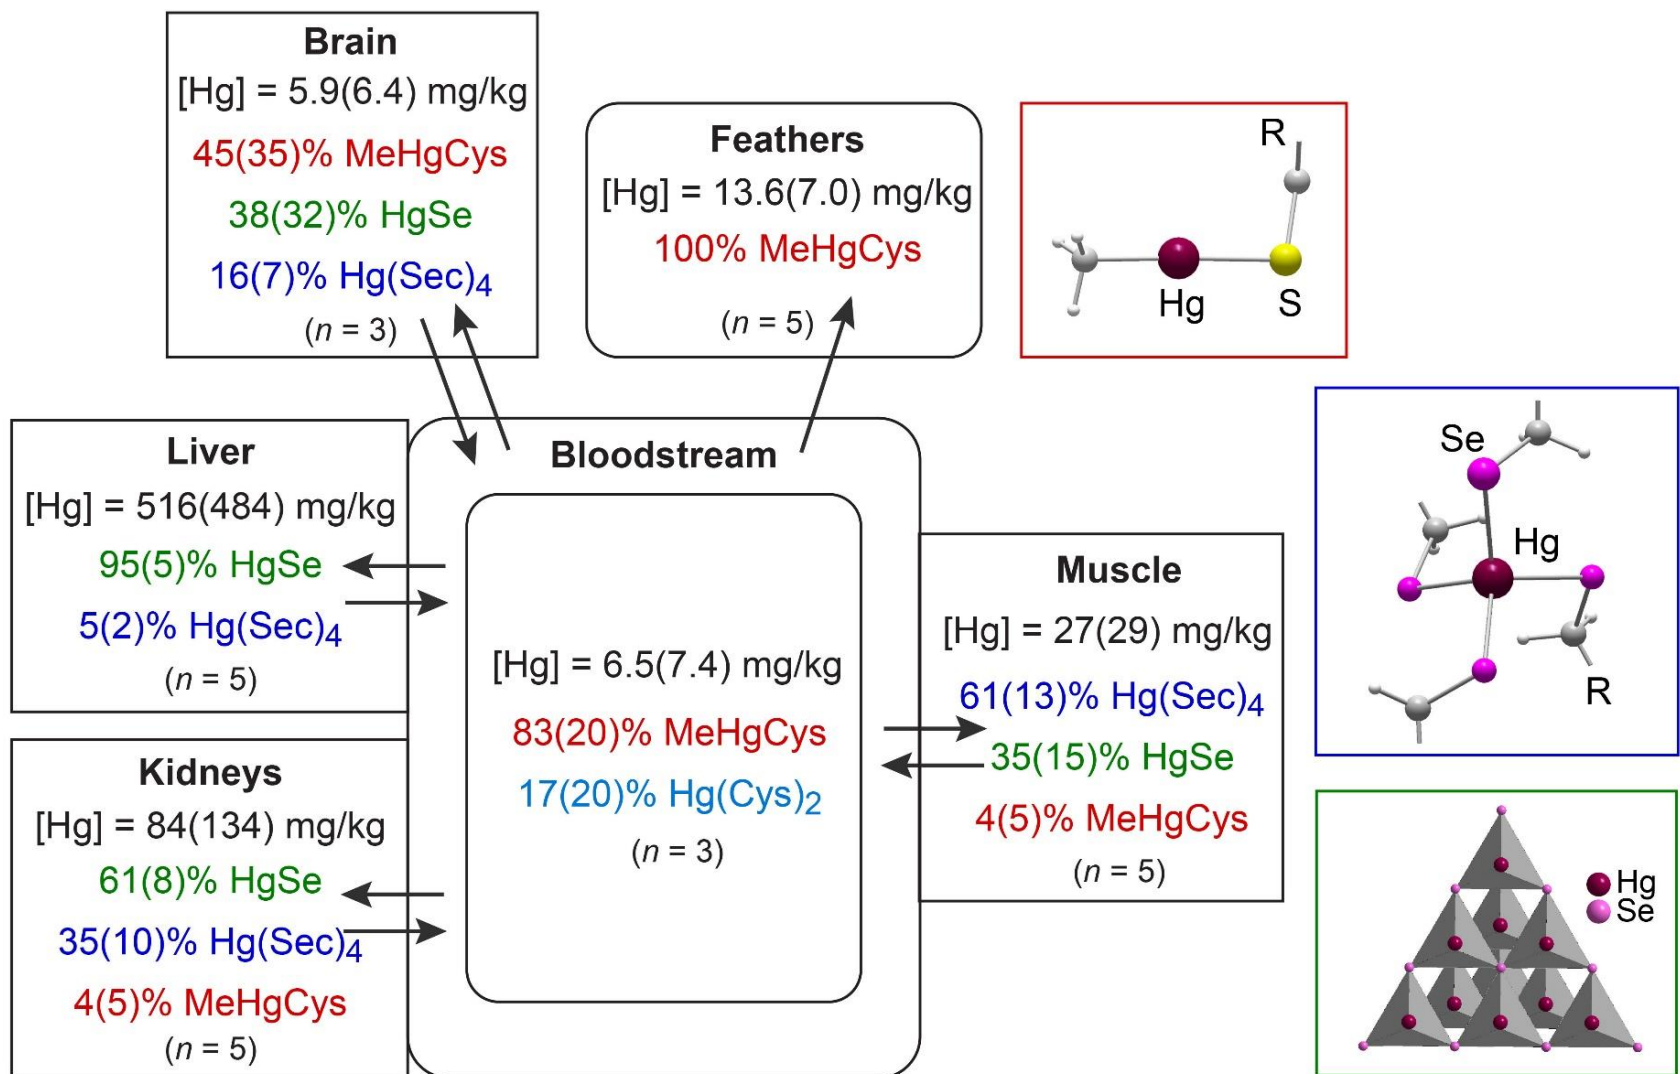 Brain
[Hg] = 5.9(6.4) mg/kg
45(35)% MeHgCys
38(32)% HgSe
16(7)% Hg(Sec)4
(n = 3)
Feathers
[Hg] = 13.6(7.0) mg/kg
100% MeHgCys
(n = 5)
R
Hg
S
Liver
[Hg] = 516(484) mg/kg
95(5)% HgSe
5(2)% Hg(Sec)4
(n = 5)
Kidneys
[Hg] = 84(134) mg/kg
61(8)% HgSe
35(10)% Hg(Sec)4
4(5)% MeHgCys
(n = 5)
Bloodstream
[Hg] = 6.5(7.4) mg/kg
83(20)% MeHgCys
17(20)% Hg(Cys)2
(n = 3)
Muscle
[Hg] = 27(29) mg/kg
61(13)% Hg(Sec)4
35(15)% HgSe
4(5)% MeHgCys
(n = 5)
Se
Hg
R
Hg
Se